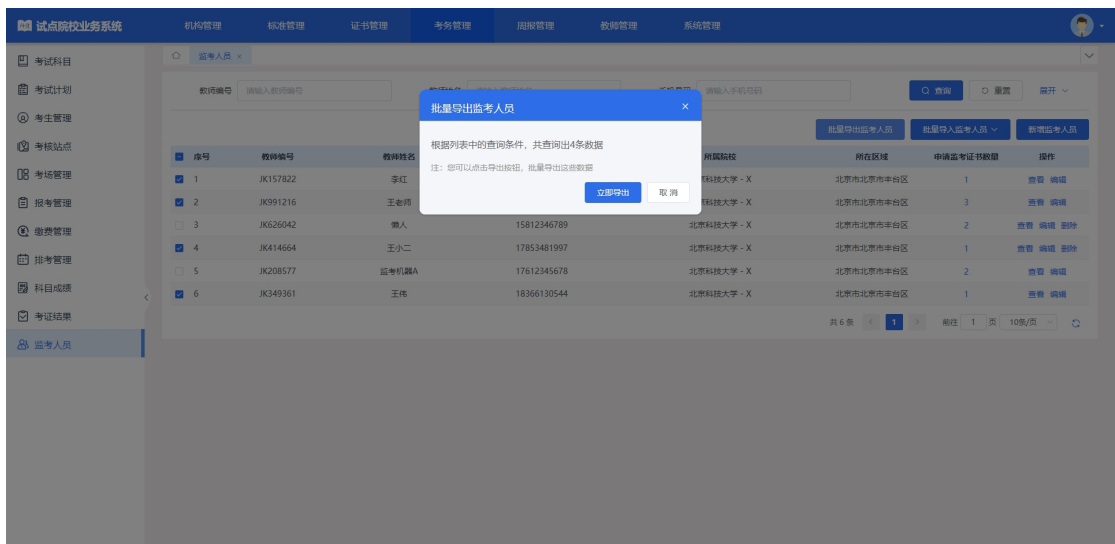 试点院校业务系统 机构管理 标准管理 证书管理 考务管理 周报管理 教师管理 系统管理
考试科目
考试计划
考生管理
考核站点
考场管理
报考管理
缴费管理
排考管理
科目成绩
考证结果
监考人员
监考人员 ×
教师编号 请输入教师编号 请输入手机号码 查询 重置 展开
批量导出监考人员 批量导入监考人员 新增监考人员
批量导出监考人员 ×
根据列表中的查询条件，共查询出4条数据
注：您可以点击导出按钮，批量导出这些数据
立即导出 取消
序号 教师编号 教师姓名 所属院校 所在区域 申请监考证书数量 操作
1 JK157822 李红 科技大学 - X 北京市北京市丰台区 1 查看 编辑
2 JK991216 王老师 科技大学 - X 北京市北京市丰台区 3 查看 编辑
3 JK626042 懒人 15812346789 北京科技大学 - X 北京市北京市丰台区 2 查看 编辑 删除
4 JK414664 王小二 17853481997 北京科技大学 - X 北京市北京市丰台区 1 查看 编辑 删除
5 JK208577 监考机器A 17612345678 北京科技大学 - X 北京市北京市丰台区 2 查看 编辑
6 JK349361 王伟 18366130544 北京科技大学 - X 北京市北京市丰台区 1 查看 编辑
共 6 条 < 1 > 前往 1 页 10条/页